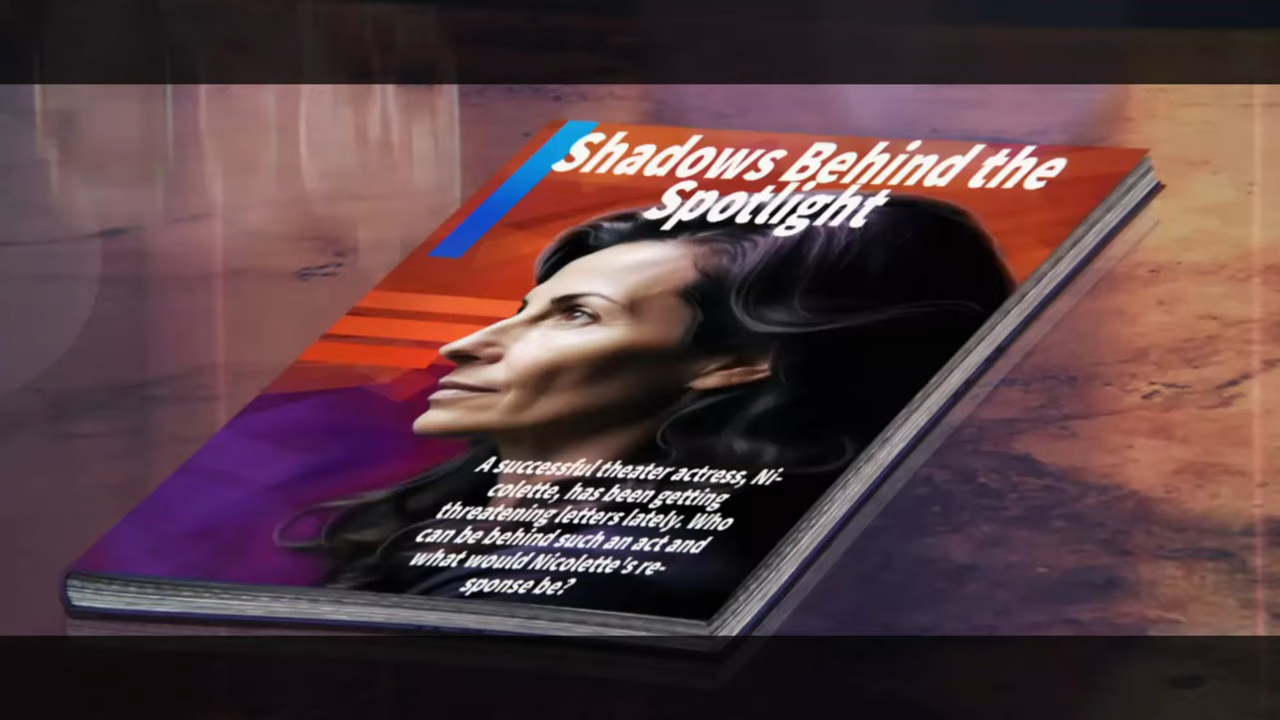 Shadows Behind the
Spotlight
A successful theater actress, Ni-
colette, has been getting
threatening letters lately. Who
can be behind such an act and
what would Nicolette's re-
sponse be?